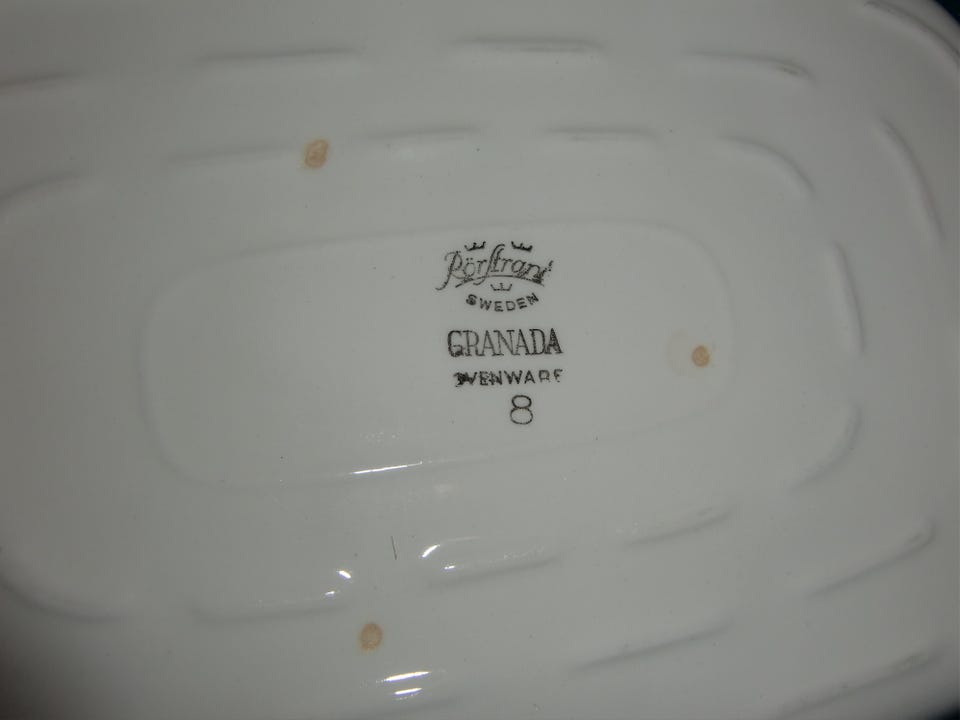 Rörstrand
SWEDEN
GRANADA
OVENWARE
8